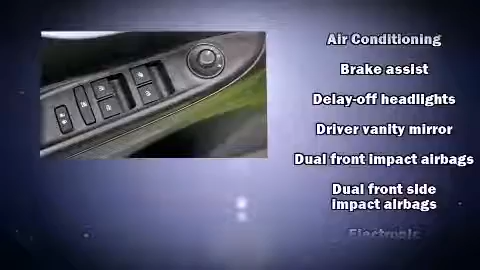 Air Conditioning
Brake assist
Delay-off headlights
Driver vanity mirror
Dual front impact airbags
Dual front side
impact airbags
Electronic